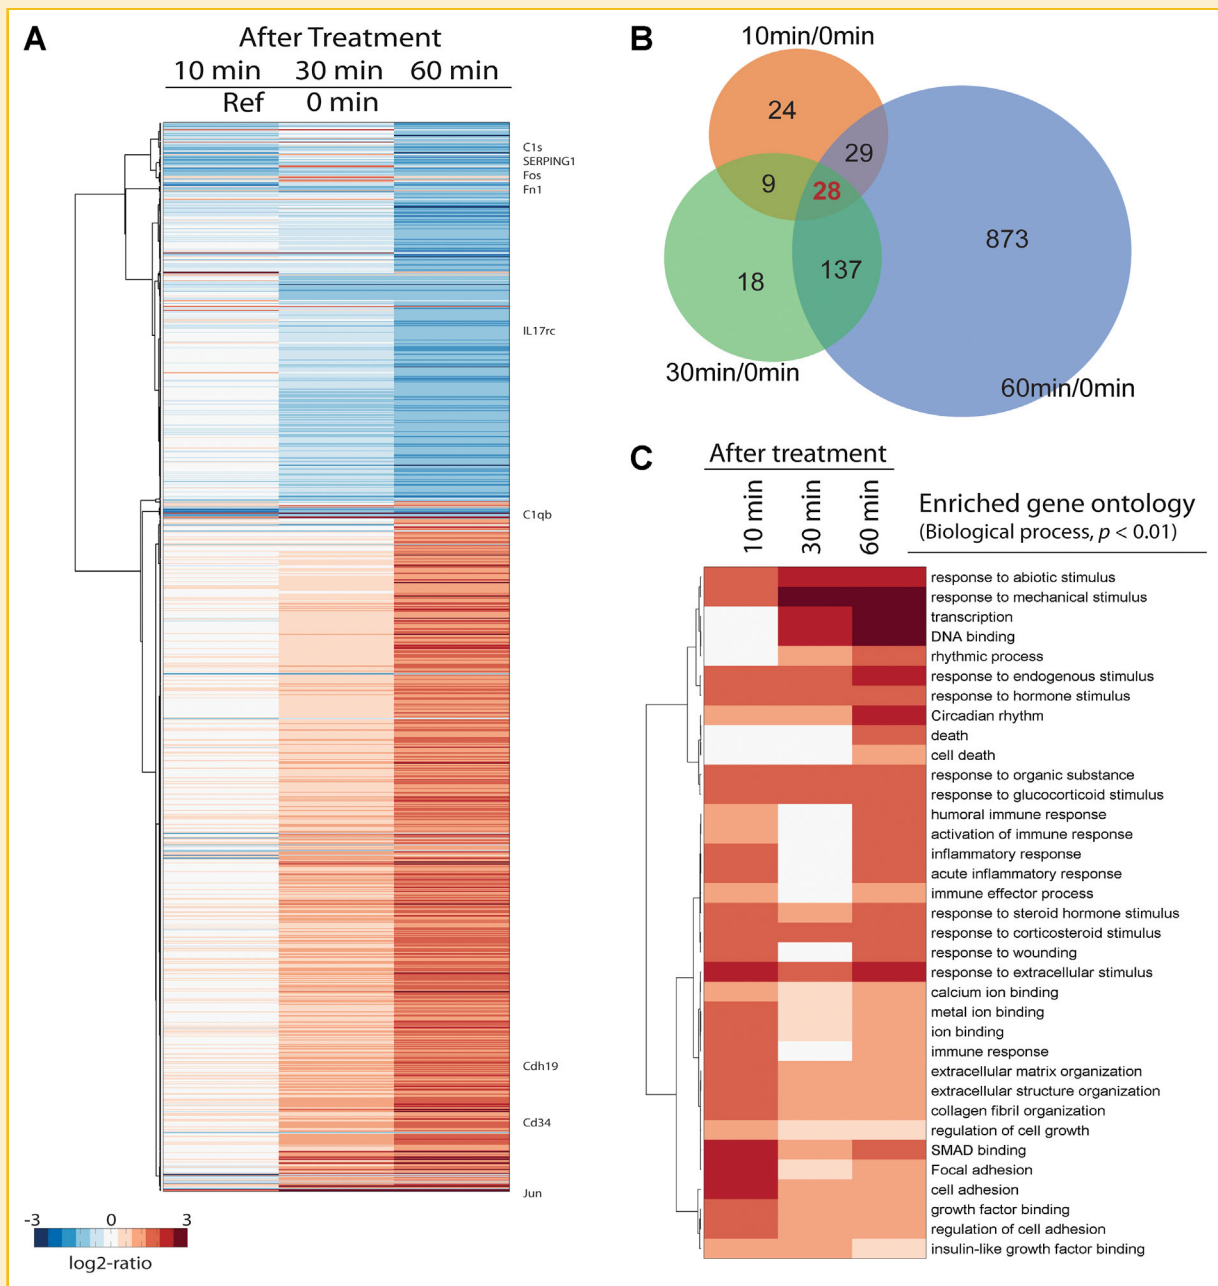 A
After Treatment
10 min 30 min 60 min
Ref 0 min
C1s
SERPING1
Fos
Fn1
IL17rc
C1qb
Cdh19
Cd34
Jun
-3 0 3
log2-ratio
B
10min/0min
24
29
9
28
873
18
137
30min/0min
60min/0min
C
After treatment
10 min
30 min
60 min
Enriched gene ontology
(Biological process, p < 0.01)
response to abiotic stimulus
response to mechanical stimulus
transcription
DNA binding
rhythmic process
response to endogenous stimulus
response to hormone stimulus
Circadian rhythm
death
cell death
response to organic substance
response to glucocorticoid stimulus
humoral immune response
activation of immune response
inflammatory response
acute inflammatory response
immune effector process
response to steroid hormone stimulus
response to corticosteroid stimulus
response to wounding
response to extracellular stimulus
calcium ion binding
metal ion binding
ion binding
immune response
extracellular matrix organization
extracellular structure organization
collagen fibril organization
regulation of cell growth
SMAD binding
Focal adhesion
cell adhesion
growth factor binding
regulation of cell adhesion
insulin-like growth factor binding